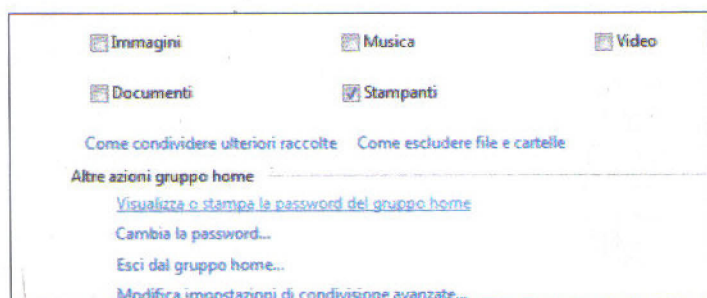 Immagini Musica Video
Documenti Stampanti
Come condividere ulteriori raccolte Come escludere file e cartelle
Altre azioni gruppo home
Visualizza o stampa la password del gruppo home
Cambia la password...
Esci dal gruppo home...
Modifica impostazioni di condivisione avanzate...